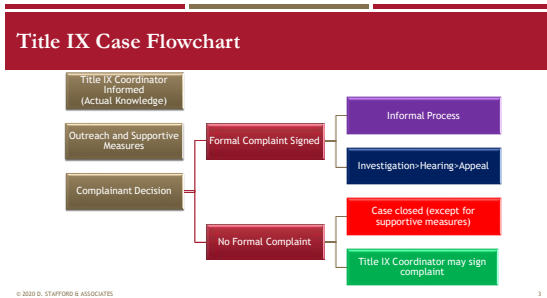 Title IX Case Flowchart
Title IX Coordinator
Informed
(Actual Knowledge)
Outreach and Supportive
Measures
Complainant Decision
Formal Complaint Signed
No Formal Complaint
Informal Process
Investigation>Hearing>Appeal
Case closed (except for
supportive measures)
Title IX Coordinator may sign
complaint
© 2020 D. STAFFORD & ASSOCIATES
3